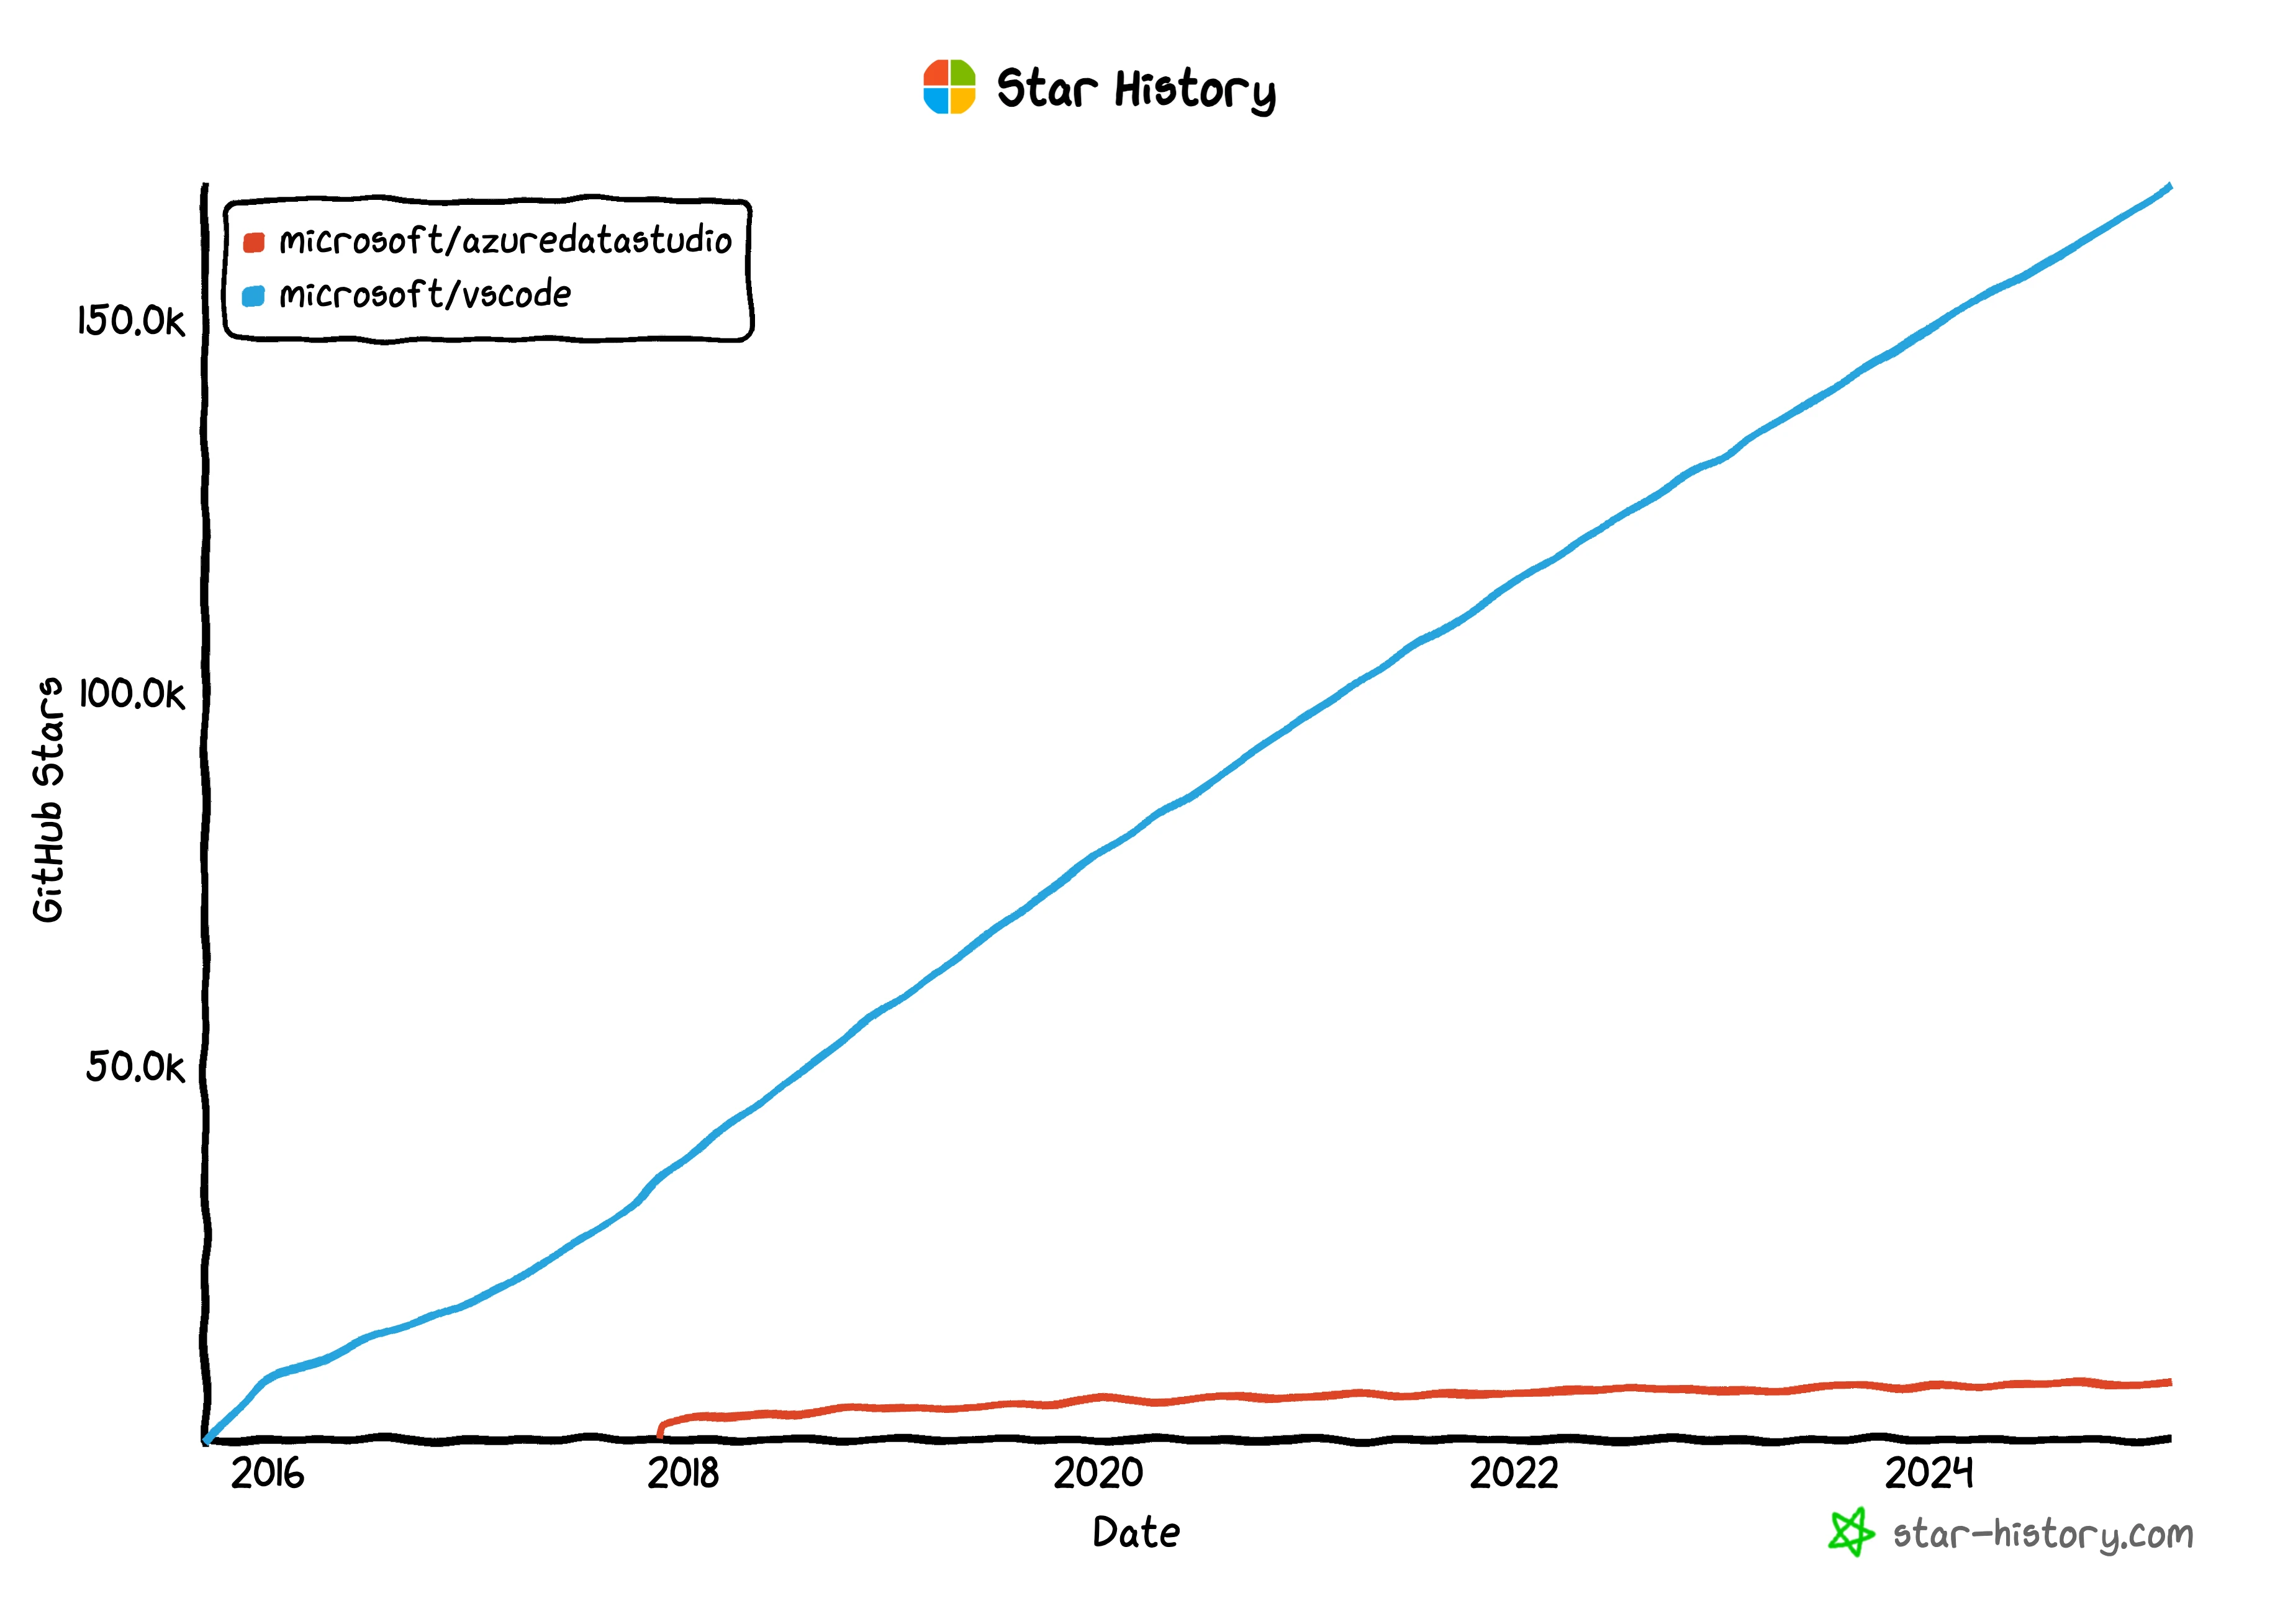 Star History
microsoft/azuredatastudio
microsoft/vscode
150.0k
100.0k
50.0k
GitHub Stars
2016 2018 2020 2022 2024
Date
star-history.com